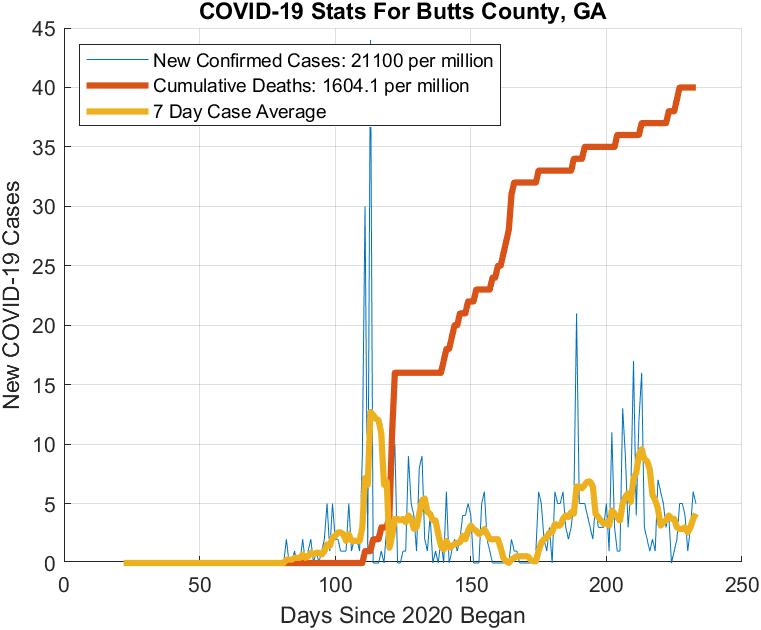 COVID-19 Stats For Butts County, GA
New Confirmed Cases: 21100 per million
Cumulative Deaths: 1604.1 per million
7 Day Case Average
New COVID-19 Cases
45
40
35
30
25
20
15
10
5
0
0 50 100 150 200 250
Days Since 2020 Began